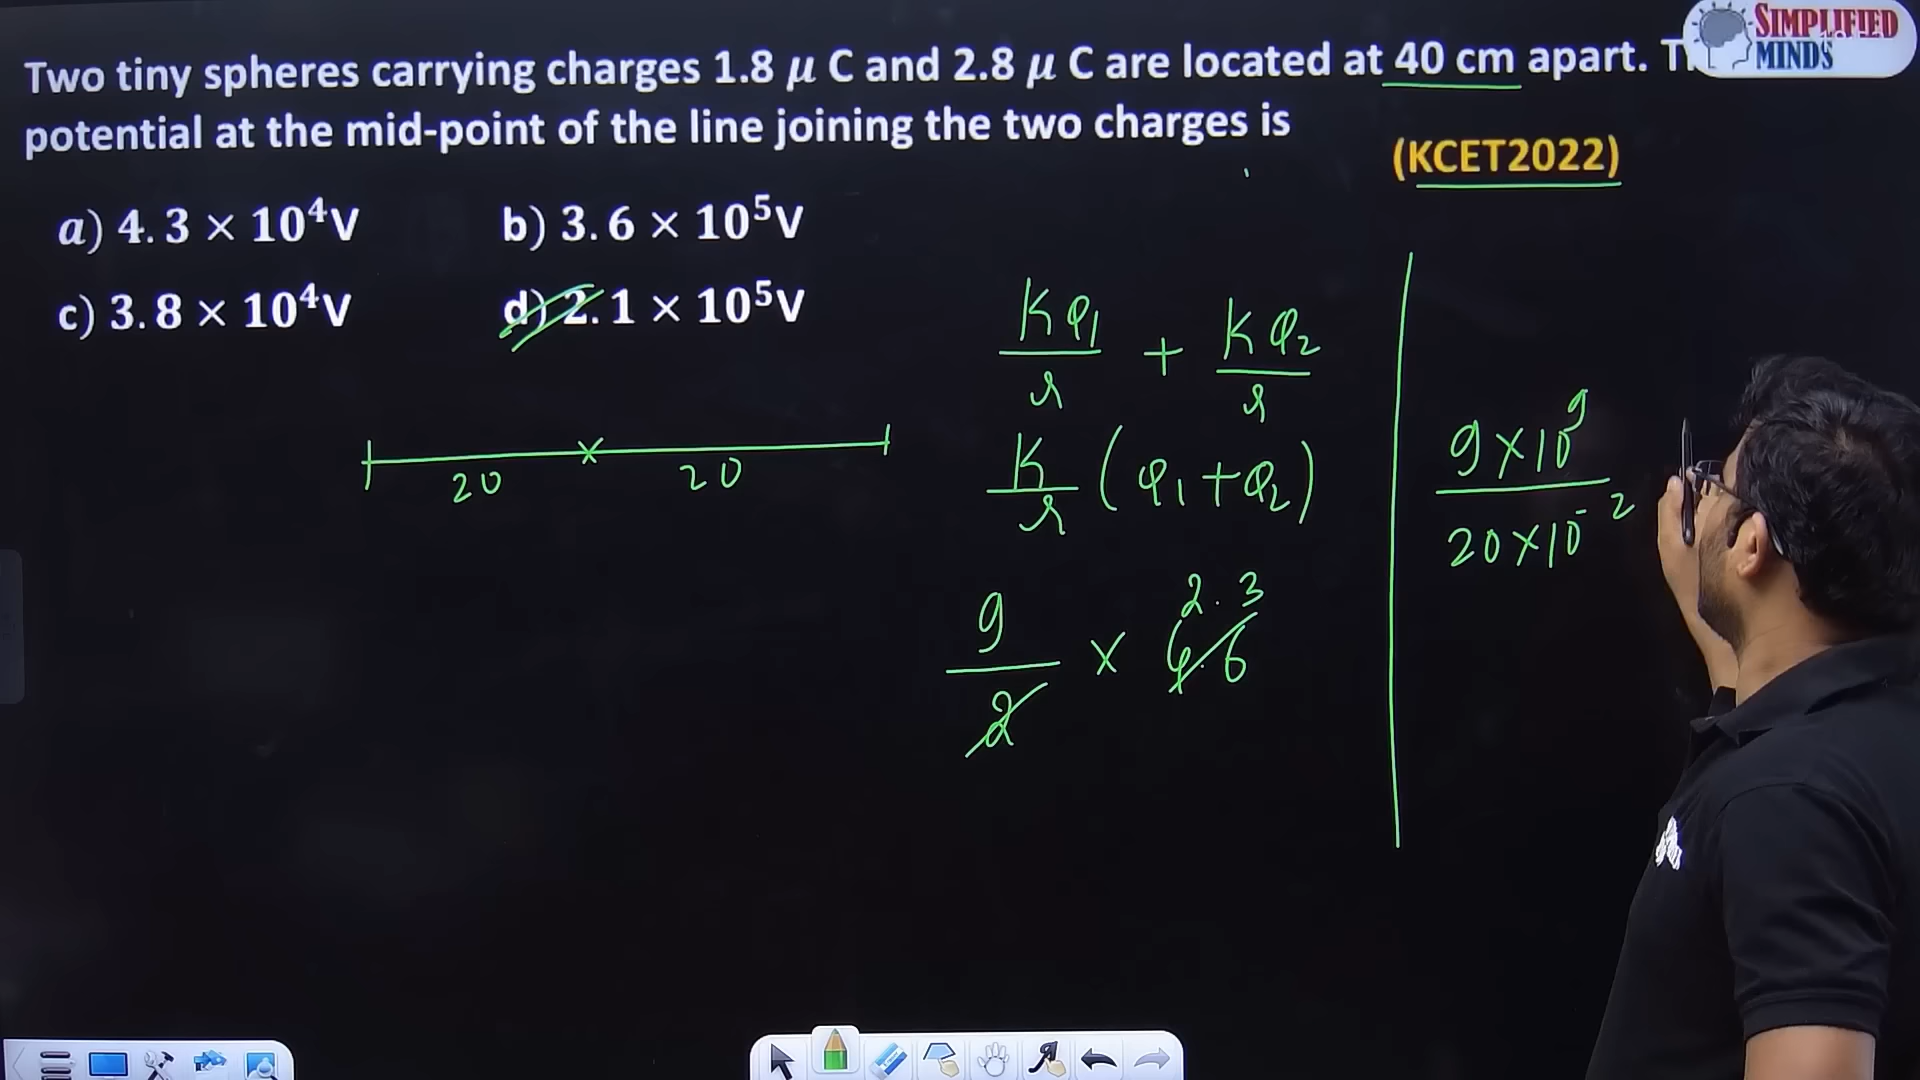 SIMPLIFIED
MINDS
Two tiny spheres carrying charges 1.8 μ C and 2.8 μ C are located at 40 cm apart.
potential at the mid-point of the line joining the two charges is
(KCET2022)
a) 4.3 × 10⁴V b) 3.6 × 10⁵V
c) 3.8 × 10⁴V d) 2.1 × 10⁵V
20 20
Kq₁/r + Kq₂/r
K/r (q₁+q₂)
9/2 × 4.6
2.3
9×10⁹
20×10⁻²